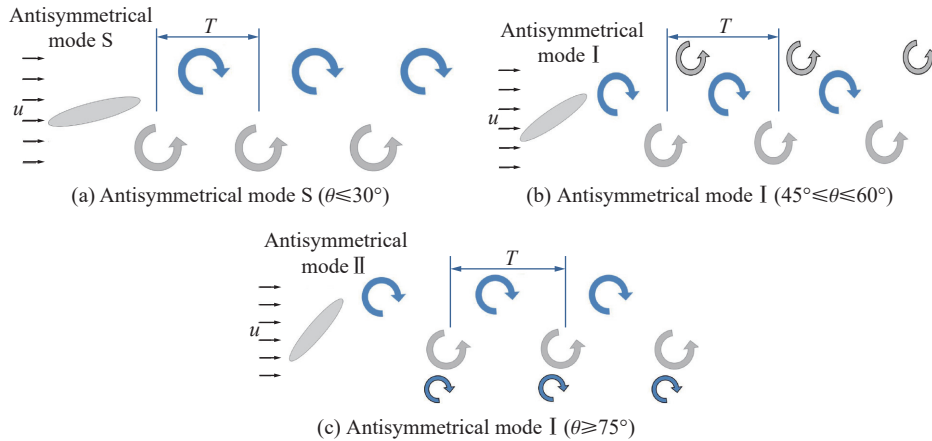 Antisymmetrical
mode S
T
u
(a) Antisymmetrical mode S (θ≤30°)
Antisymmetrical
mode Ⅰ
T
u
(b) Antisymmetrical mode Ⅰ (45°≤θ≤60°)
Antisymmetrical
mode Ⅱ
T
u
(c) Antisymmetrical mode Ⅰ (θ≥75°)